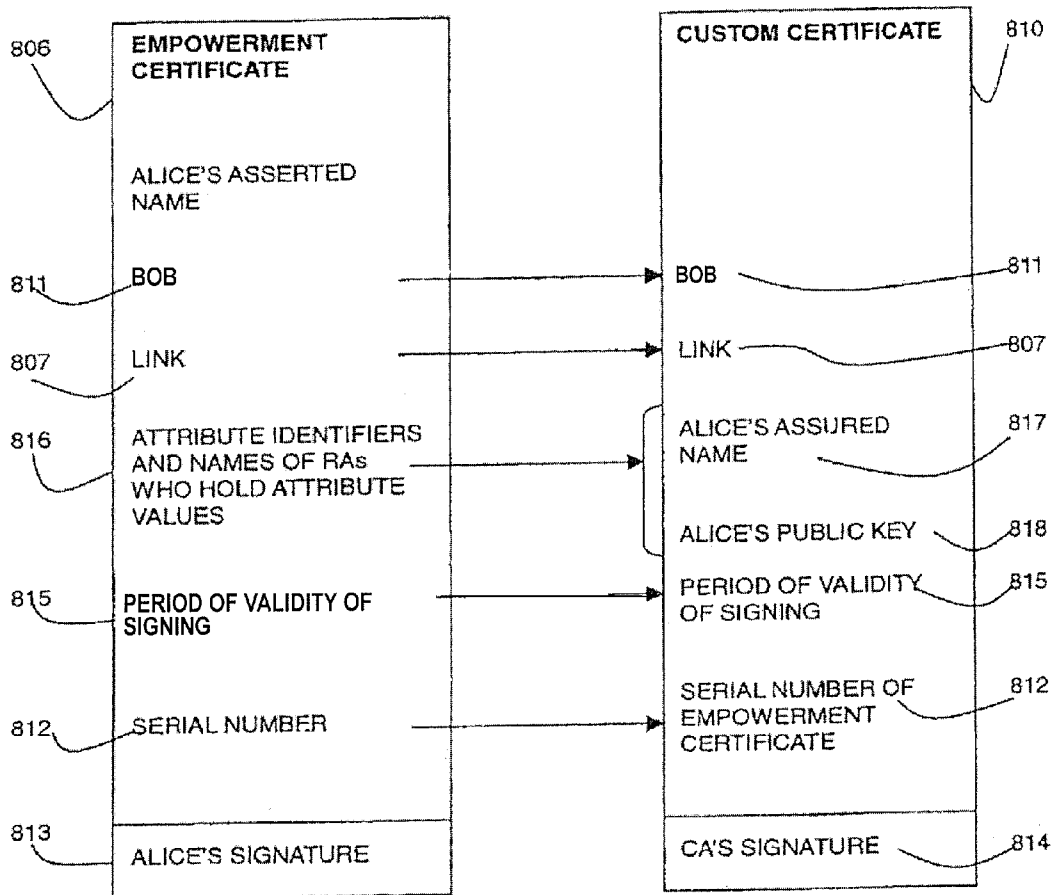 806
EMPOWERMENT
CERTIFICATE
ALICE'S ASSERTED
NAME
811
BOB
807
LINK
816
ATTRIBUTE IDENTIFIERS
AND NAMES OF RAs
WHO HOLD ATTRIBUTE
VALUES
815
PERIOD OF VALIDITY OF
SIGNING
812
SERIAL NUMBER
813
ALICE'S SIGNATURE
CUSTOM CERTIFICATE
810
BOB
811
LINK
807
ALICE'S ASSURED
NAME
817
ALICE'S PUBLIC KEY
818
PERIOD OF VALIDITY
OF SIGNING
815
SERIAL NUMBER OF
EMPOWERMENT
CERTIFICATE
812
CA'S SIGNATURE
814